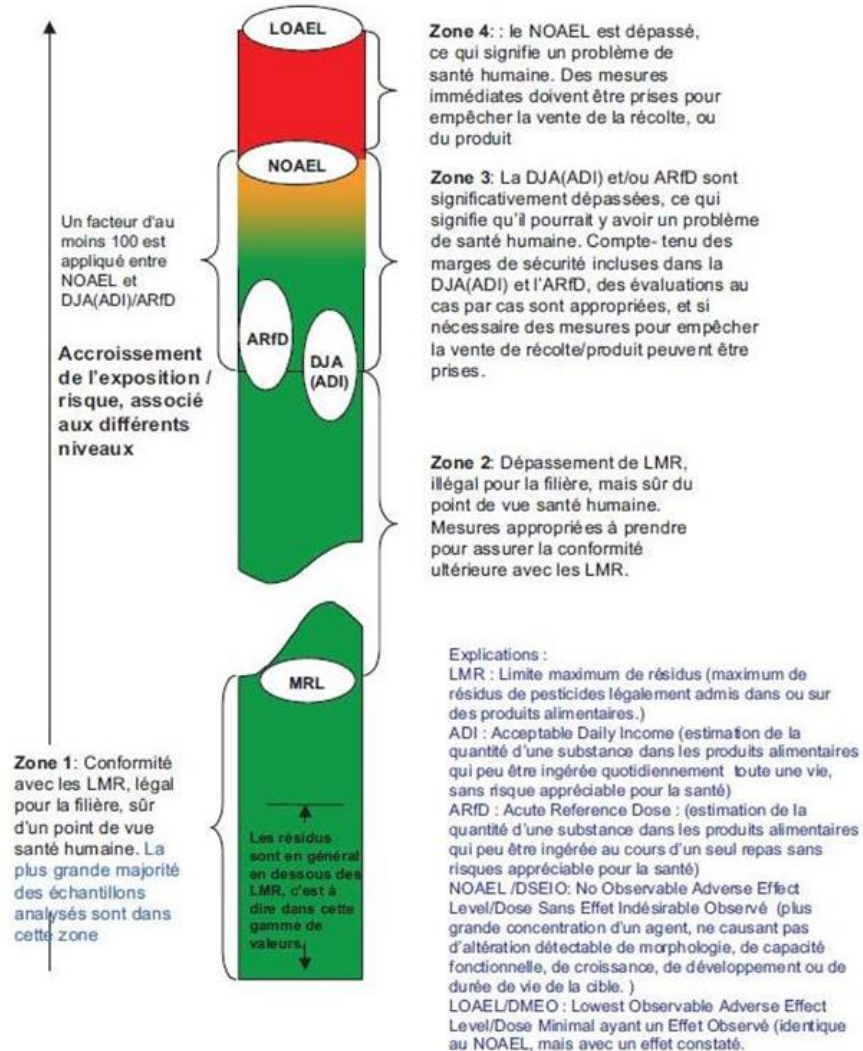 LOAEL
Zone 4: : le NOAEL est dépassé,
ce qui signifie un problème de
santé humaine. Des mesures
immédiates doivent être prises pour
empêcher la vente de la récolte, ou
du produit
NOAEL
Un facteur d'au
moins 100 est
appliqué entre
NOAEL et
DJA(ADI)/ARfD
Zone 3: La DJA(ADI) et/ou ARfD sont
significativement dépassées, ce qui
signifie qu'il pourrait y avoir un problème
de santé humaine. Compte- tenu des
marges de sécurité incluses dans la
DJA(ADI) et l'ARfD, des évaluations au
cas par cas sont appropriées, et si
nécessaire des mesures pour empêcher
la vente de récolte/produit peuvent être
prises.
ARfD
DJA
(ADI)
Accroissement
de l'exposition /
risque, associé
aux différents
niveaux
Zone 2: Dépassement de LMR,
illégal pour la filière, mais sûr du
point de vue santé humaine.
Mesures appropriées à prendre
pour assurer la conformité
ultérieure avec les LMR.
MRL
Zone 1: Conformité
avec les LMR, légal
pour la filière, sûr
d'un point de vue
santé humaine. La
plus grande majorité
des échantillons
analysés sont dans
cette zone
Les résidus
sont en général
en dessous des
LMR, c'est à
dire dans cette
gamme de
valeurs
Explications :
LMR : Limite maximum de résidus (maximum de
résidus de pesticides légalement admis dans ou sur
des produits alimentaires.)
ADI : Acceptable Daily Income (estimation de la
quantité d'une substance dans les produits alimentaires
qui peu être ingérée quotidiennement toute une vie,
sans risque appréciable pour la santé)
ARfD : Acute Reference Dose : (estimation de la
quantité d'une substance dans les produits alimentaires
qui peu être ingérée au cours d'un seul repas sans
risques appréciable pour la santé)
NOAEL /DSEIO: No Observable Adverse Effect
Level/Dose Sans Effet Indésirable Observé (plus
grande concentration d'un agent, ne causant pas
d'altération détectable de morphologie, de capacité
fonctionnelle, de croissance, de développement ou de
durée de vie de la cible. )
LOAEL/DMEO : Lowest Observable Adverse Effect
Level/Dose Minimal ayant un Effet Observé (identique
au NOAEL, mais avec un effet constaté.